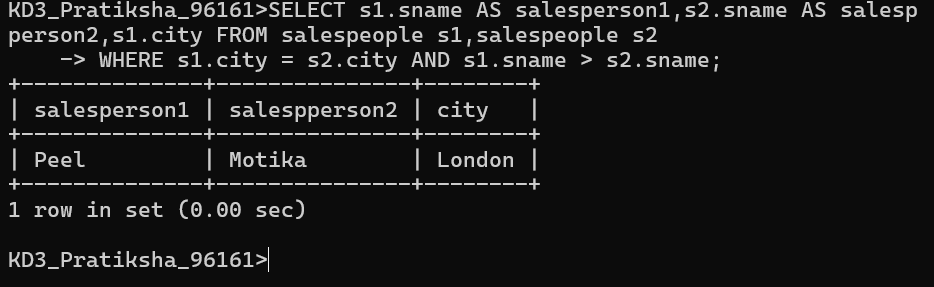 KD3_Pratiksha_96161>SELECT s1.sname AS salesperson1,s2.sname AS salesp
person2,s1.city FROM salespeople s1,salespeople s2
    -> WHERE s1.city = s2.city AND s1.sname > s2.sname;
+--------------+---------------+--------+
| salesperson1 | salespperson2 | city   |
+--------------+---------------+--------+
| Peel         | Motika        | London |
+--------------+---------------+--------+
1 row in set (0.00 sec)
KD3_Pratiksha_96161>